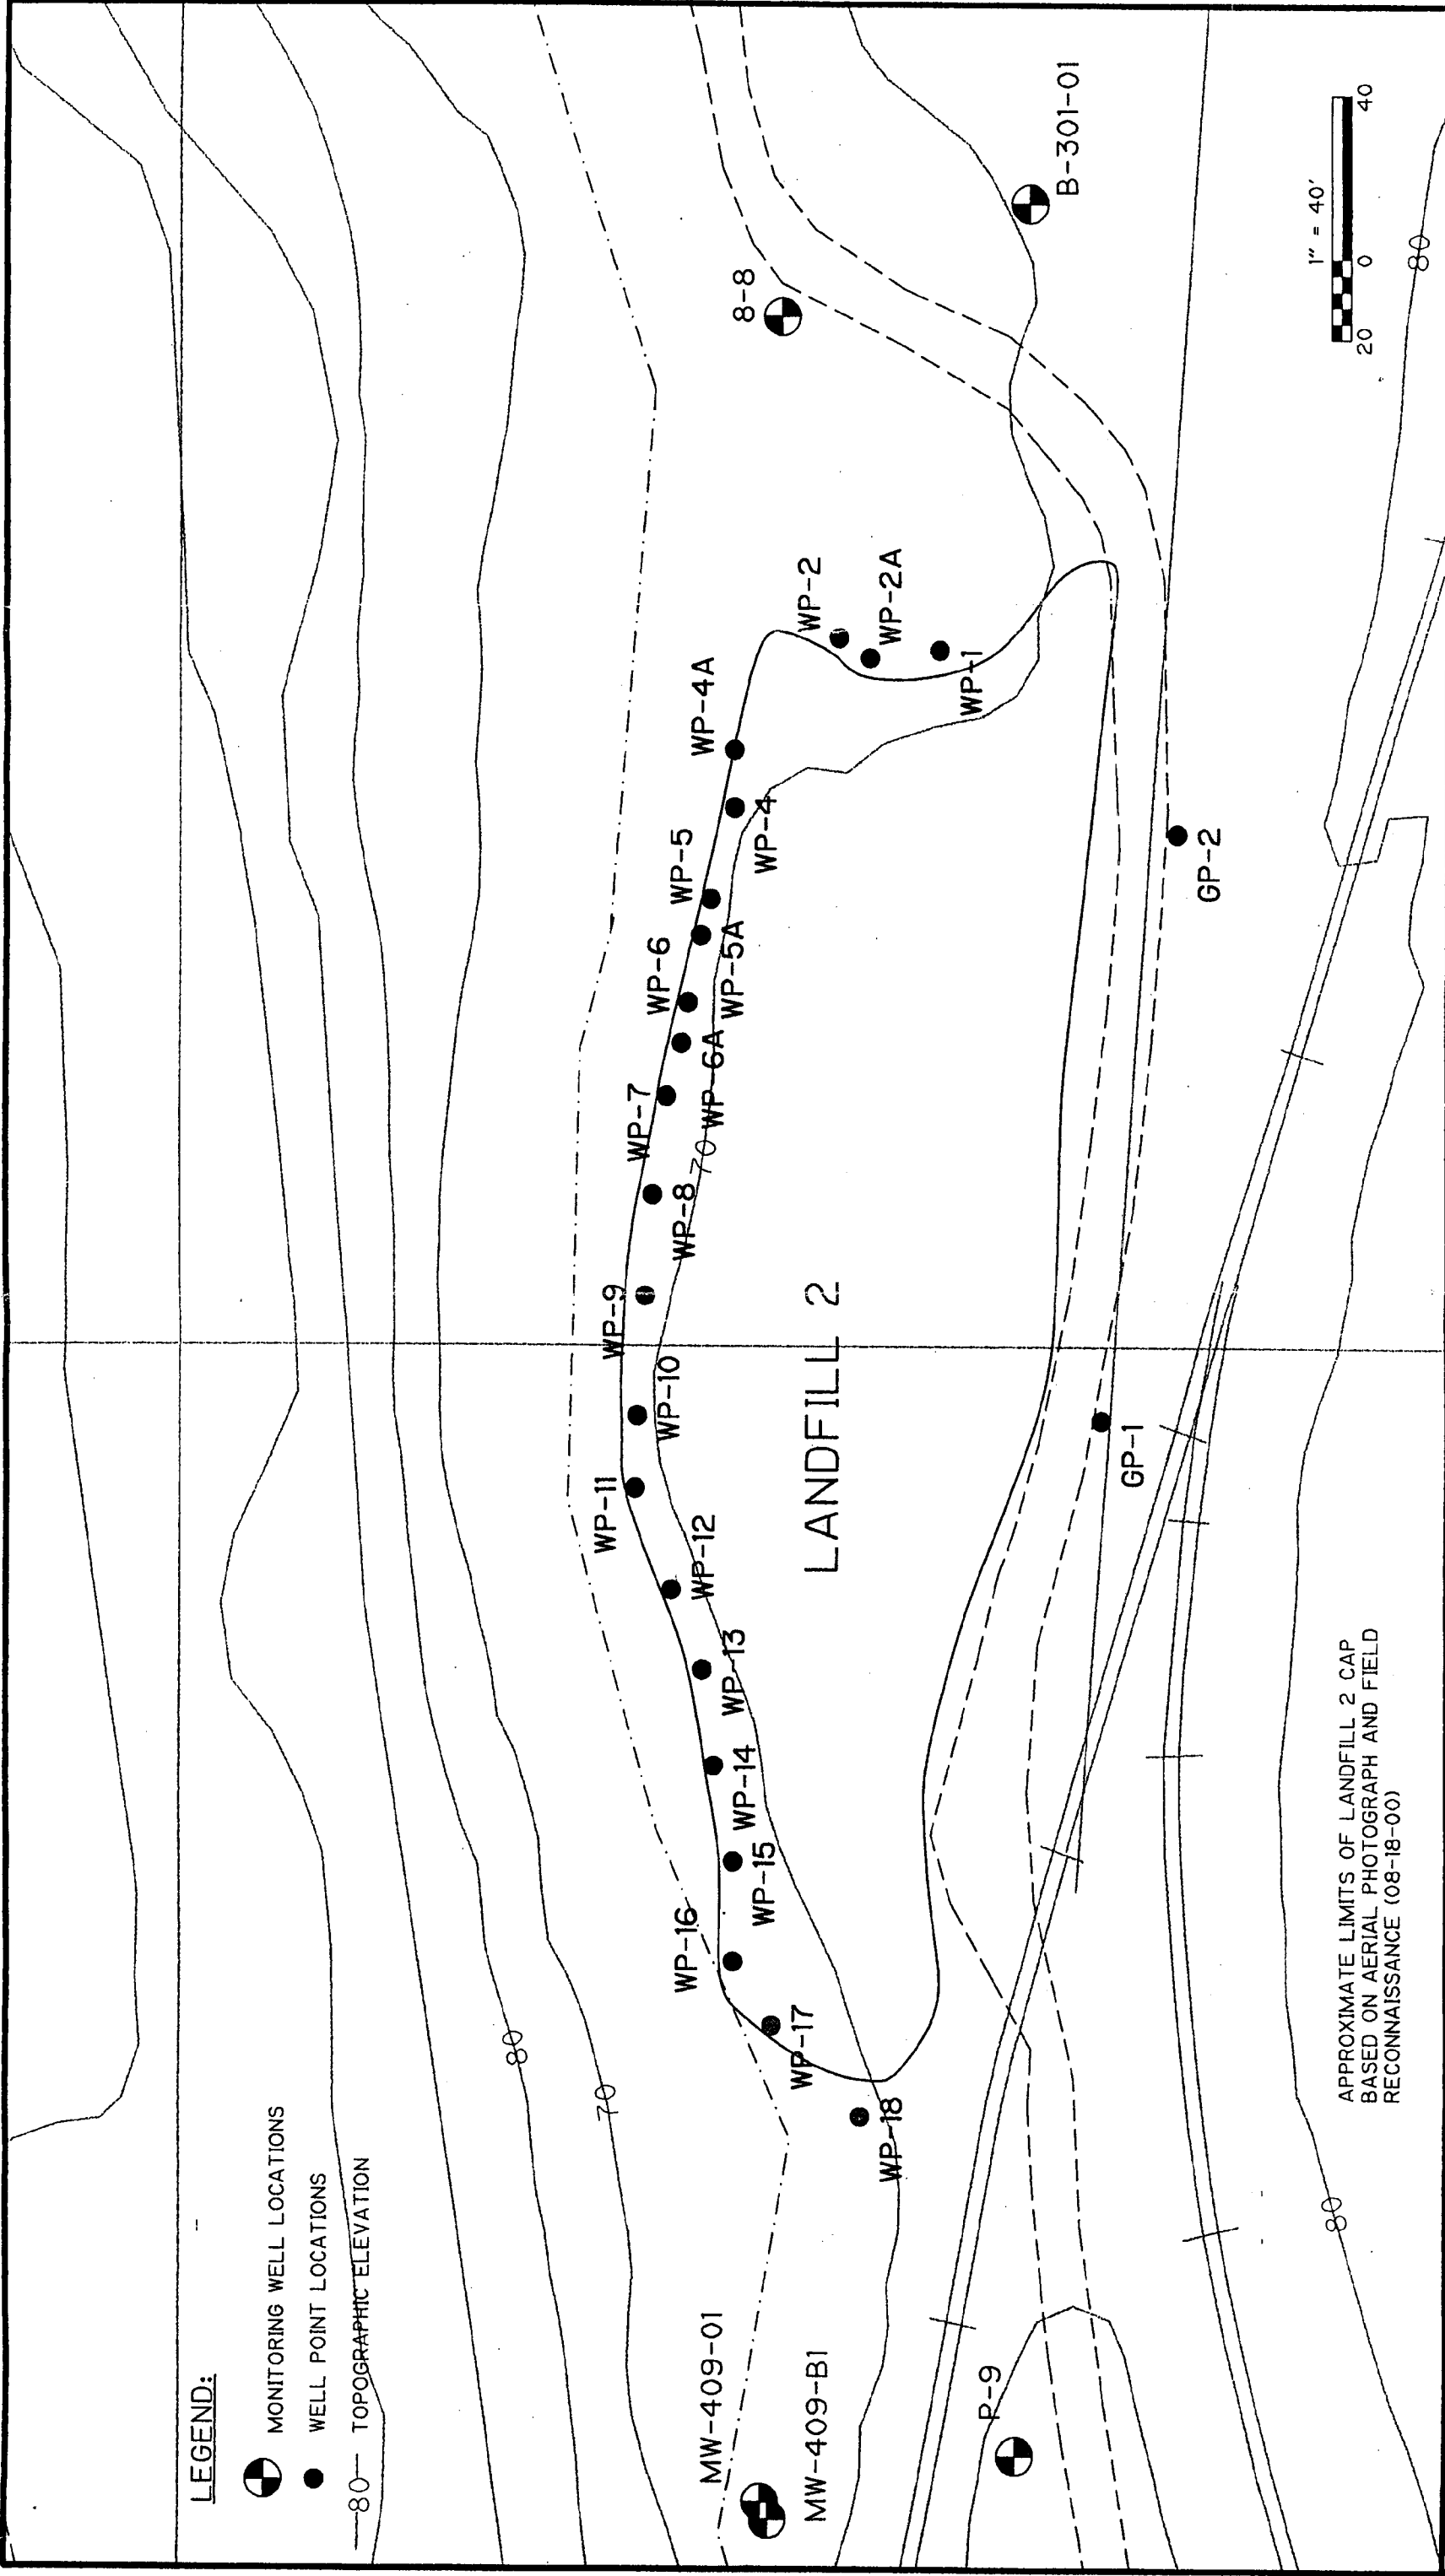 LEGEND:
MONITORING WELL LOCATIONS
WELL POINT LOCATIONS
80 TOPOGRAPHIC ELEVATION
80
70
MW-409-01
MW-409-B1
P-9
WP-18
WP-17
WP-16
WP-15
WP-14
WP-13
WP-12
WP-11
WP-10
WP-9
WP-8
WP-7
WP-6A
WP-6
WP-5A
WP-5
WP-4
WP-4A
WP-2
WP-2A
WP-1
70
LANDFILL 2
GP-1
GP-2
8-8
B-301-01
80
APPROXIMATE LIMITS OF LANDFILL 2 CAP
BASED ON AERIAL PHOTOGRAPH AND FIELD
RECONNAISSANCE (08-18-00)
1" = 40'
20 0 40
80